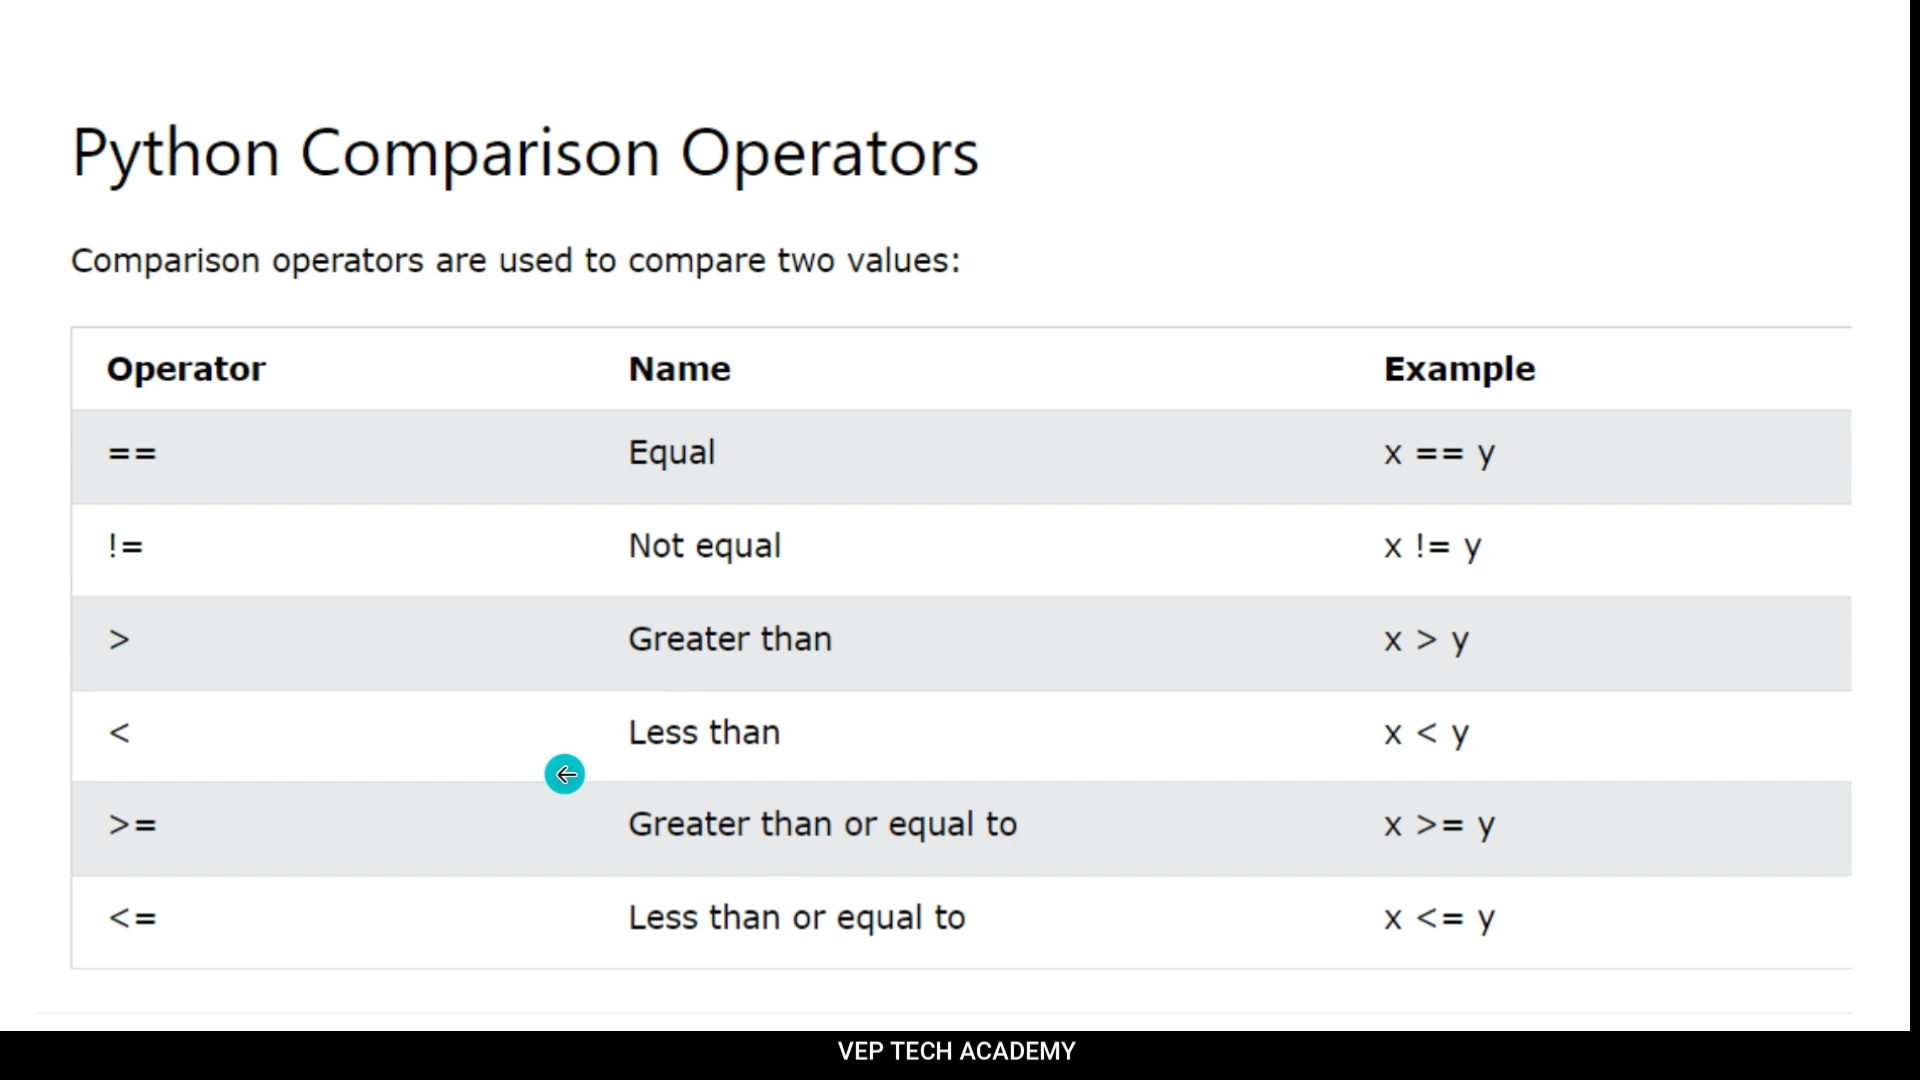 Python Comparison Operators
Comparison operators are used to compare two values:
Operator Name Example
== Equal x == y
!= Not equal x != y
> Greater than x > y
< Less than x < y
>= Greater than or equal to x >= y
<= Less than or equal to x <= y
VEP TECH ACADEMY